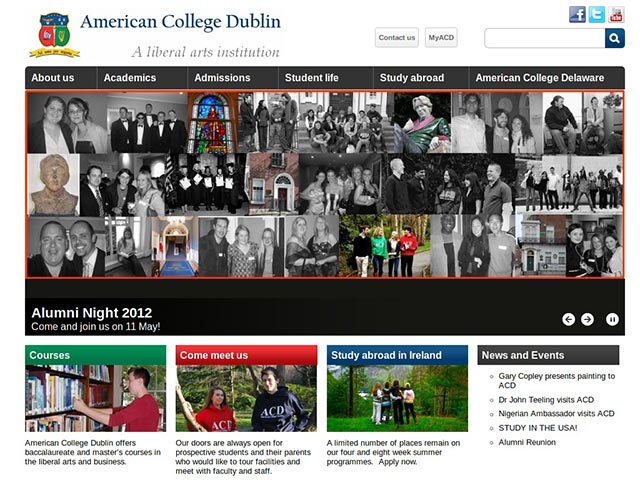 American College Dublin
A liberal arts institution
Contact us
MyACD
About us
Academics
Admissions
Student life
Study abroad
American College Delaware
Alumni Night 2012
Come and join us on 11 May!
Courses
American College Dublin offers
baccalaureate and master's courses in
the liberal arts and business.
Come meet us
ACD
ACD
Our doors are always open for
prospective students and their parents
who would like to tour facilities and
meet with faculty and staff.
Study abroad in Ireland
A limited number of places remain on
our four and eight week summer
programmes. Apply now.
News and Events
Gary Copley presents painting to
ACD
Dr John Teeling visits ACD
Nigerian Ambassador visits ACD
STUDY IN THE USA!
Alumni Reunion